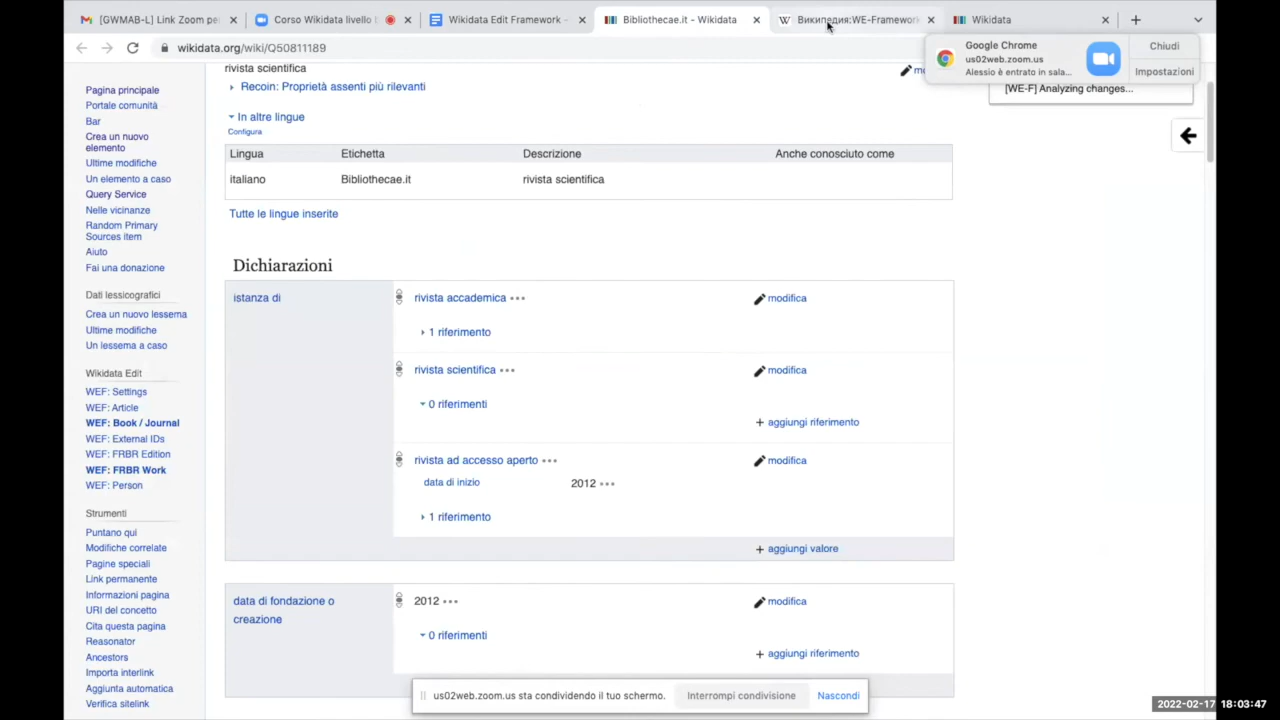 [GWMAB-L] Link Zoom pe
Corso Wikidata livello
Wikidata Edit Framework -
Bibliothecae.it - Wikidata
Википедия:WE-Framework
Wikidata
wikidata.org/wiki/Q50811189
Google Chrome
us02web.zoom.us
Alessio è entrato in sala...
Chiudi
Impostazioni
[WE-F] Analyzing changes...
rivista scientifica
Recoin: Proprietà assenti più rilevanti
In altre lingue
Configura
Lingua Etichetta Descrizione Anche conosciuto come
italiano Bibliothecae.it rivista scientifica
Tutte le lingue inserite
Dichiarazioni
istanza di
rivista accademica modifica
1 riferimento
rivista scientifica modifica
0 riferimenti
+ aggiungi riferimento
rivista ad accesso aperto modifica
data di inizio 2012
1 riferimento
+ aggiungi valore
data di fondazione o
creazione
2012 modifica
0 riferimenti
+ aggiungi riferimento
Pagina principale
Portale comunità
Bar
Crea un nuovo
elemento
Ultime modifiche
Un elemento a caso
Query Service
Nelle vicinanze
Random Primary
Sources item
Aiuto
Fai una donazione
Dati lessicografici
Crea un nuovo lessema
Ultime modifiche
Un lessema a caso
Wikidata Edit
WEF: Settings
WEF: Article
WEF: Book / Journal
WEF: External IDs
WEF: FRBR Edition
WEF: FRBR Work
WEF: Person
Strumenti
Puntano qui
Modifiche correlate
Pagine speciali
Link permanente
Informazioni pagina
URI del concetto
Cita questa pagina
Reasonator
Ancestors
Importa interlink
Aggiunta automatica
Verifica sitelink
us02web.zoom.us sta condividendo il tuo schermo.
Interrompi condivisione
Nascondi
2022-02-17 18:03:47